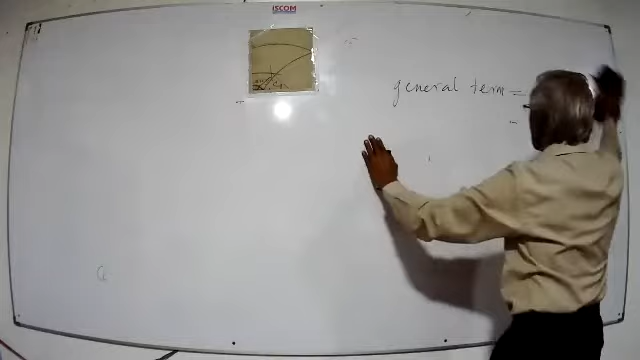 ISCOM
general term =